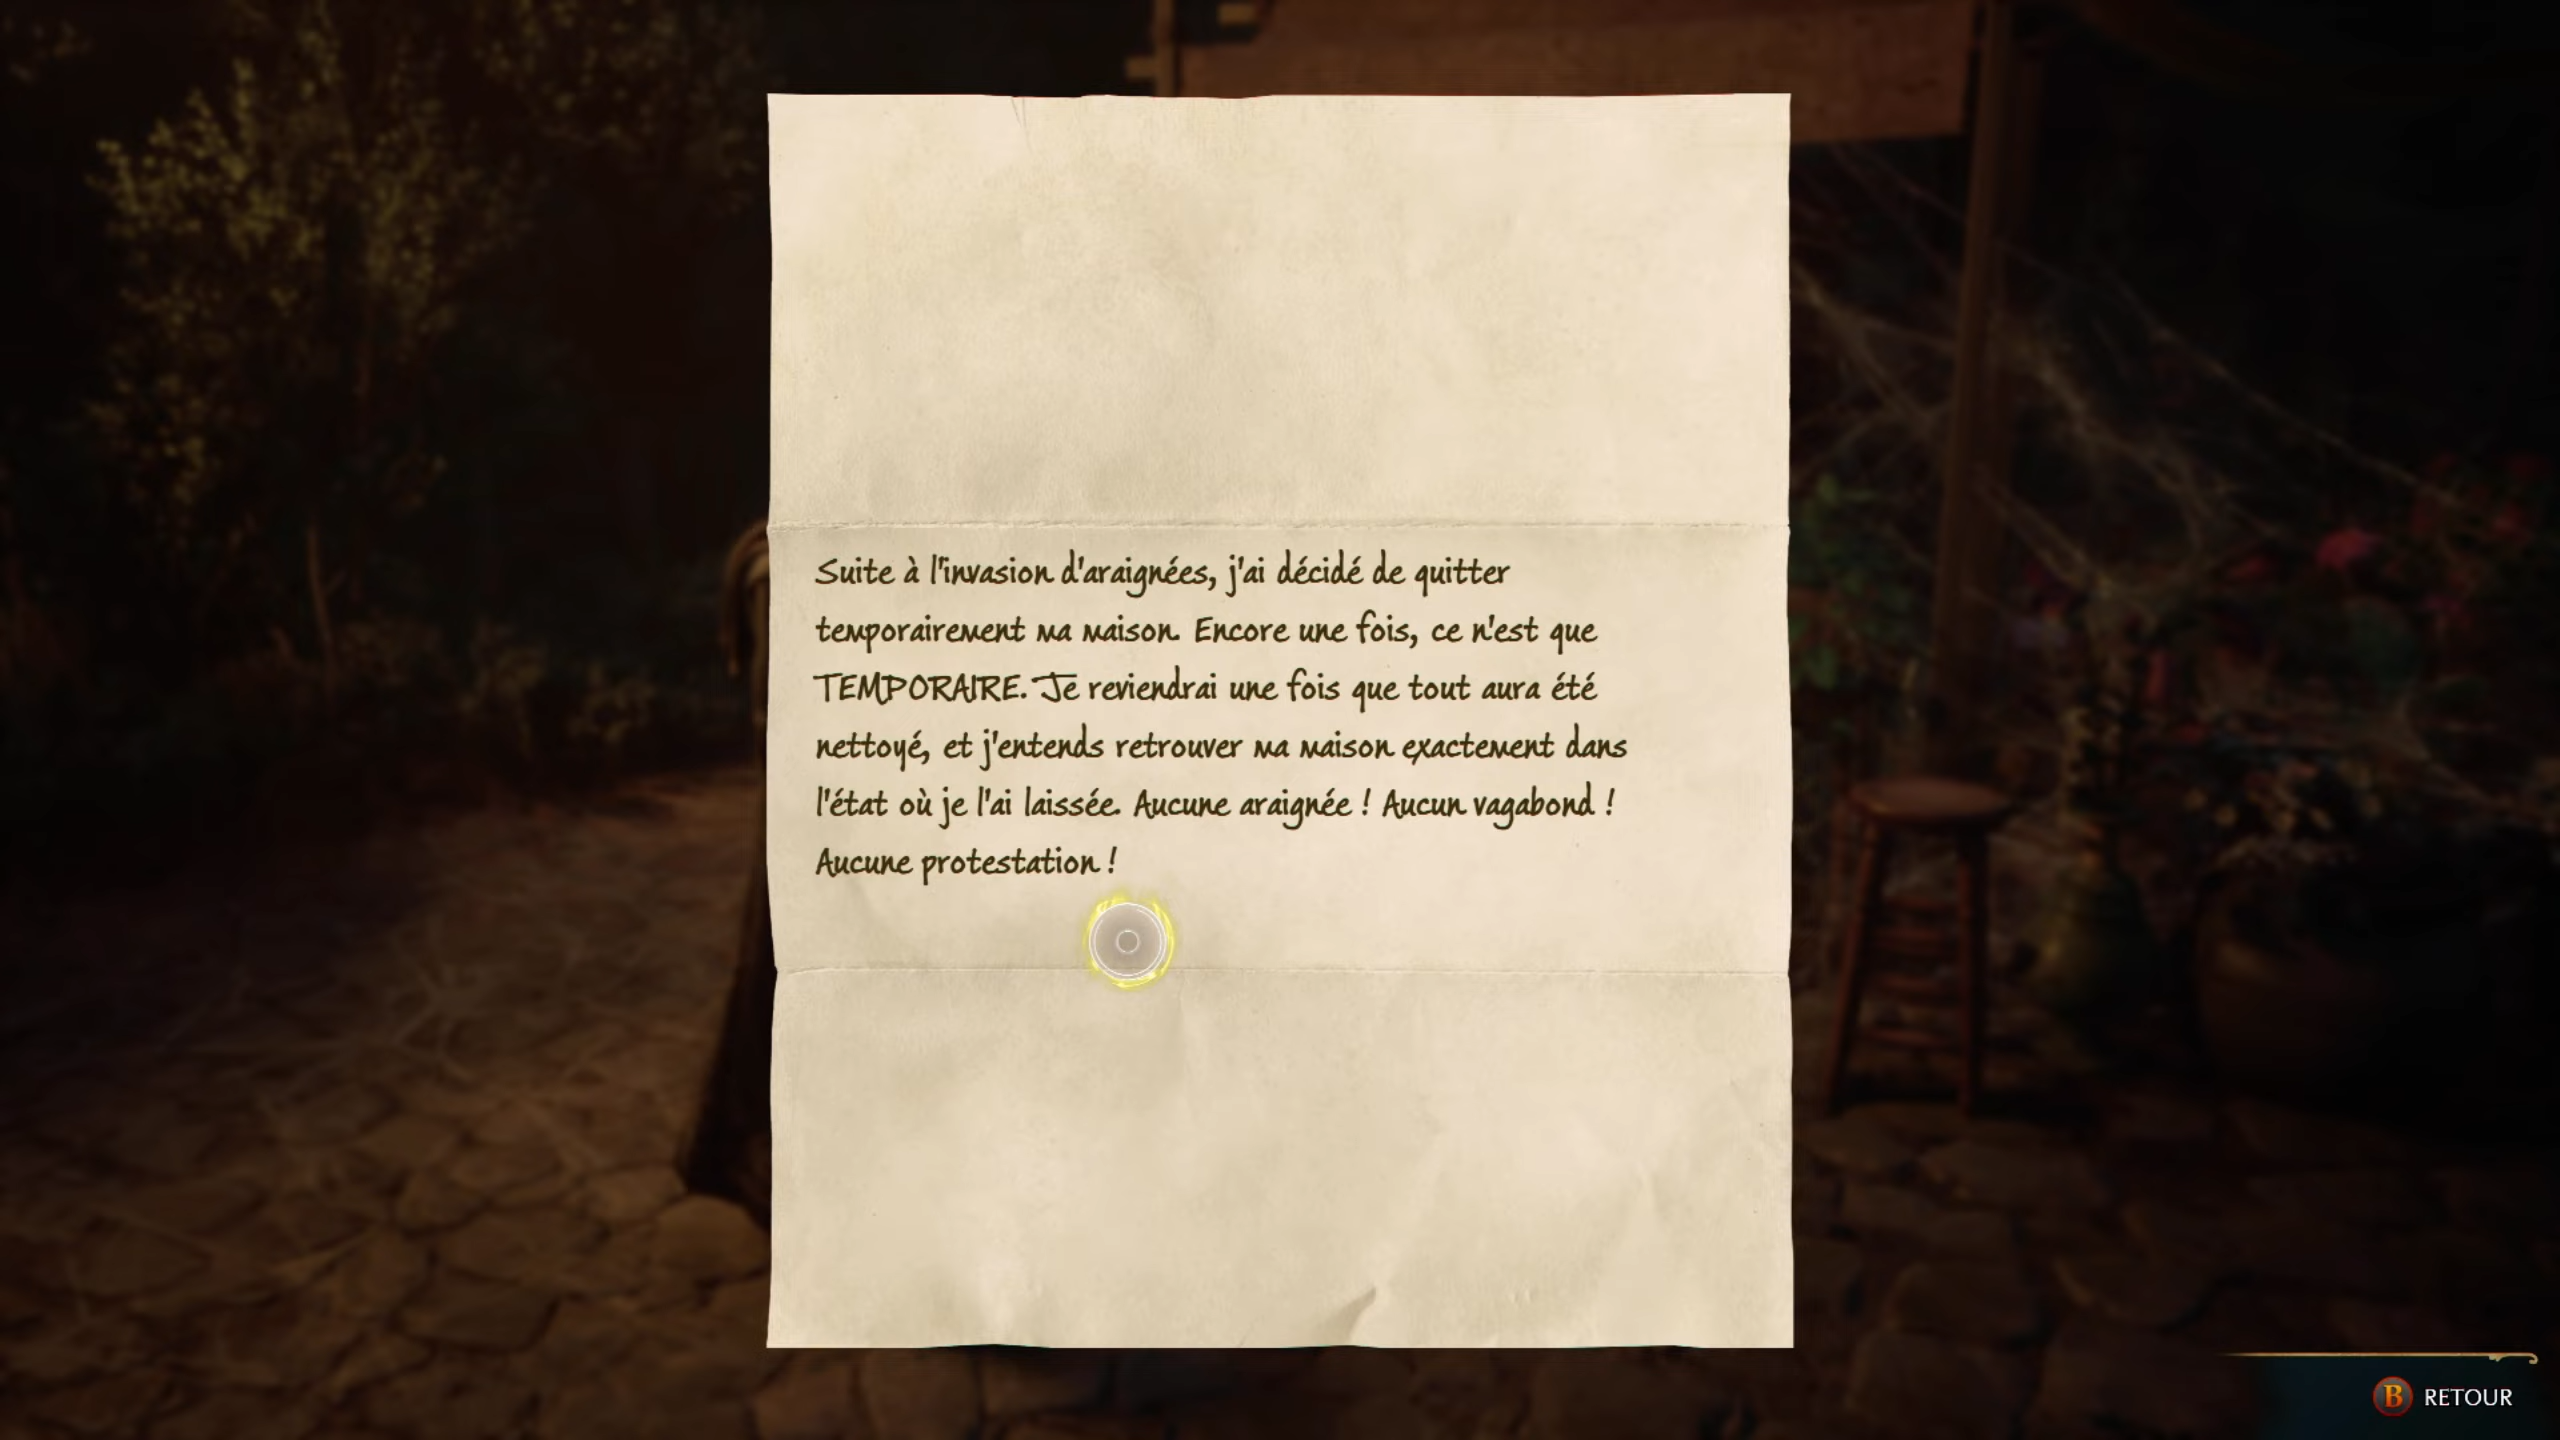 Suite à l'invasion d'araignées, j'ai décidé de quitter
temporairement ma maison. Encore une fois, ce n'est que
TEMPORAIRE. Je reviendrai une fois que tout aura été
nettoyé, et j'entends retrouver ma maison exactement dans
l'état où je l'ai laissée. Aucune araignée ! Aucun vagabond !
Aucune protestation !
B RETOUR